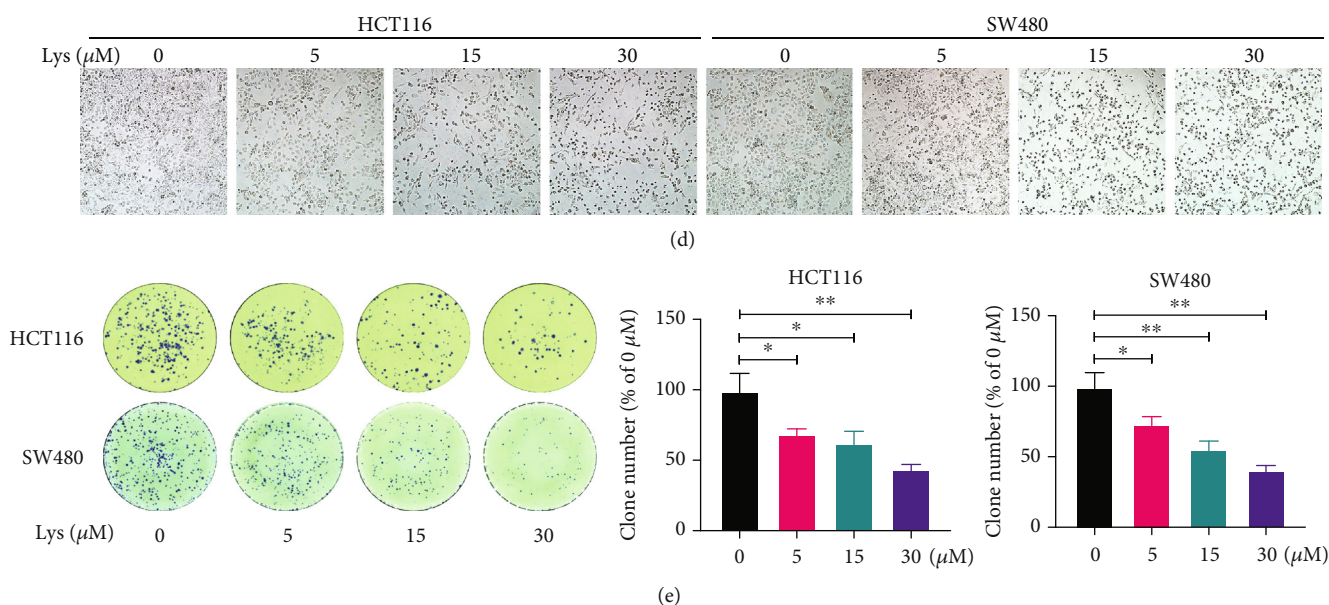 HCT116 SW480
Lys (μM) 0 5 15 30 0 5 15 30
(d)
HCT116
SW480
Lys (μM) 0 5 15 30
HCT116
Clone number (% of 0 μM)
150
100
50
0
** 
*
*
0 5 15 30 (μM)
SW480
Clone number (% of 0 μM)
150
100
50
0
**
**
*
0 5 15 30 (μM)
(e)